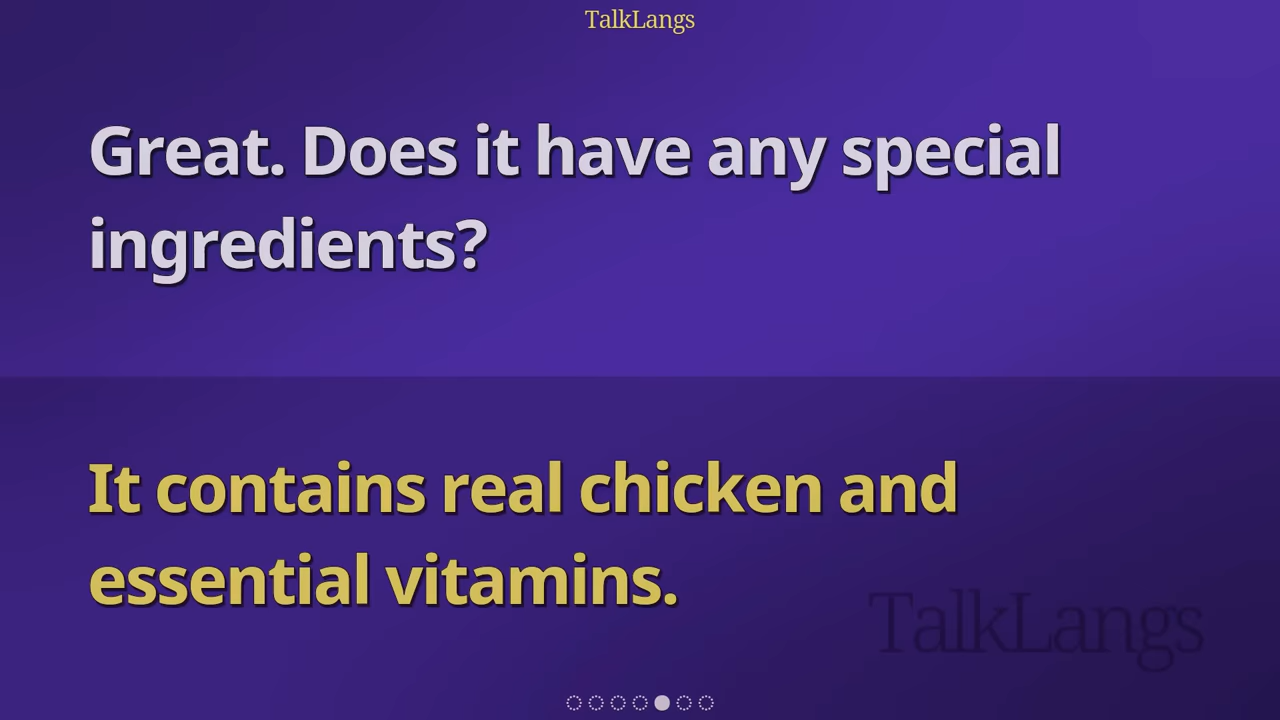 TalkLangs
Great. Does it have any special
ingredients?
It contains real chicken and
essential vitamins.
TalkLangs